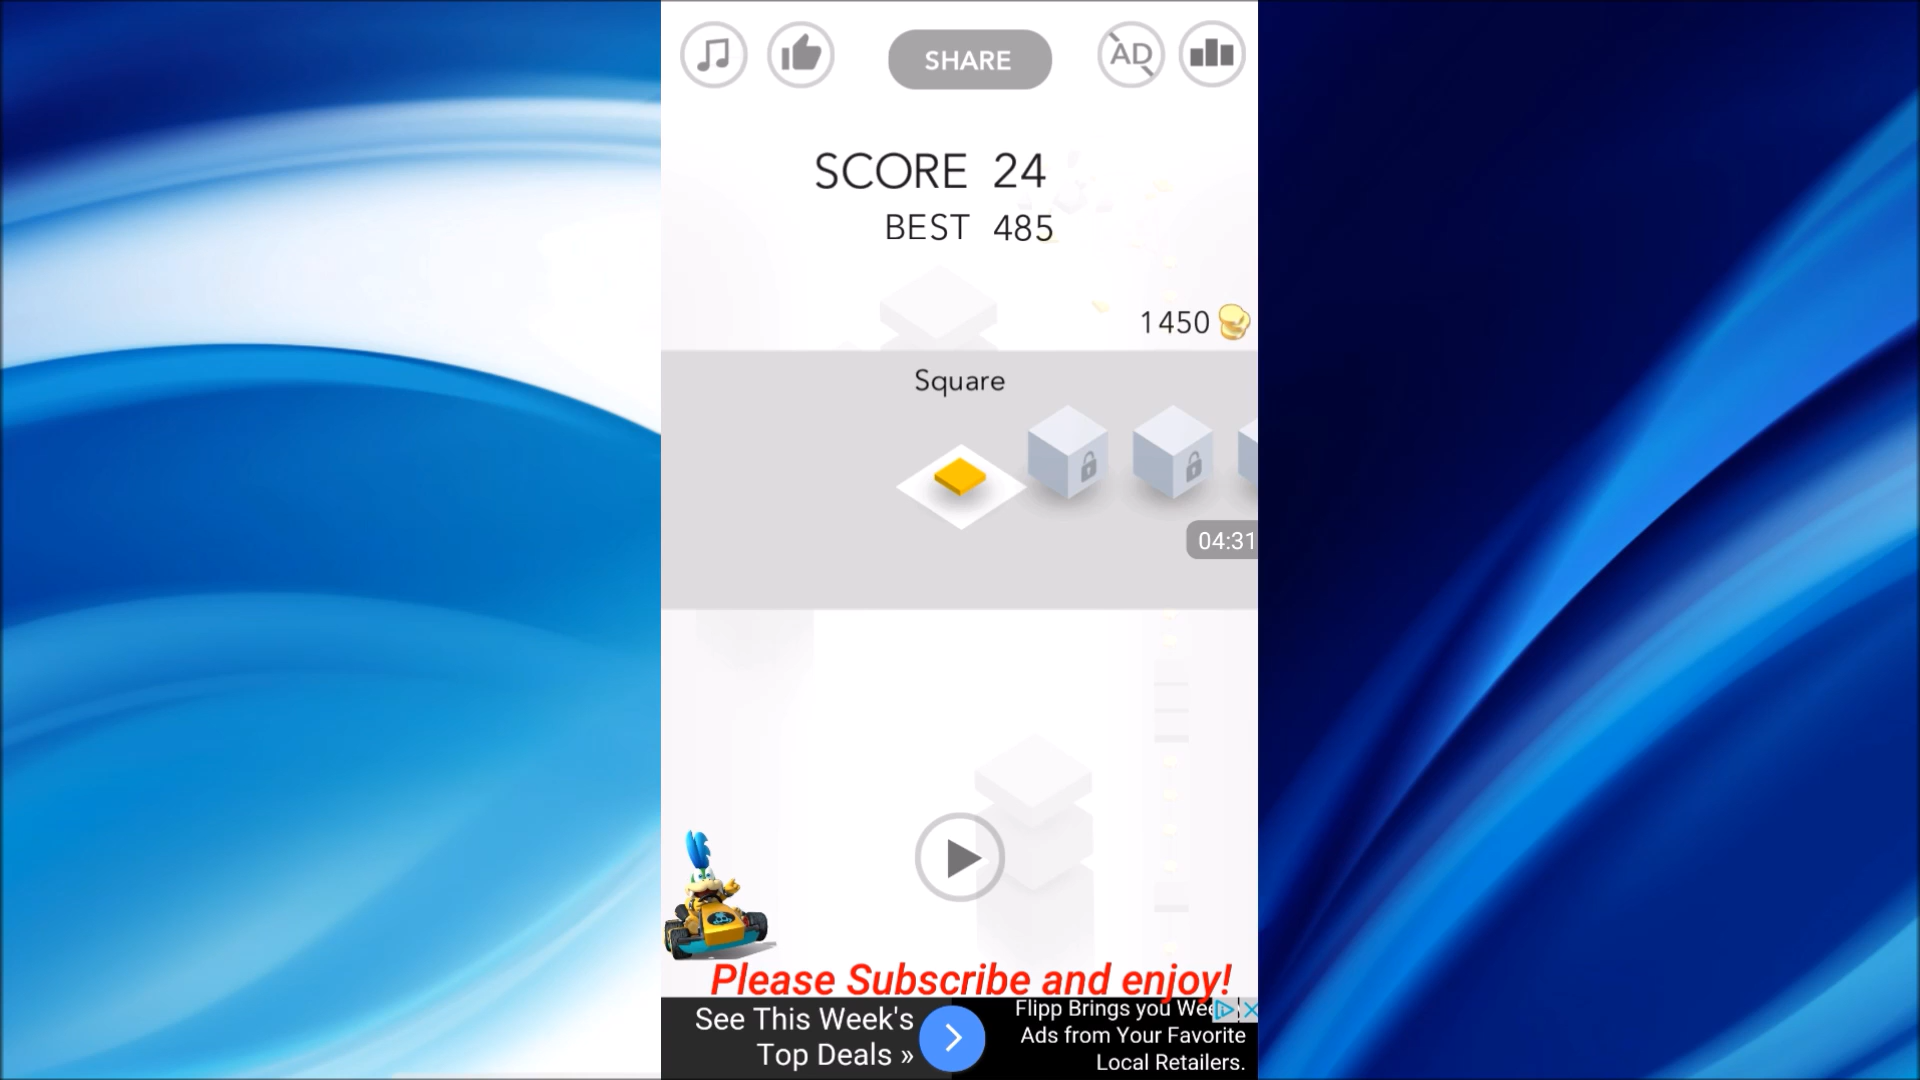 AD
SHARE
SCORE 24
BEST 485
1450
Square
04:31
Please Subscribe and enjoy!
See This Week's
Top Deals »
Flipp Brings you
Ads from Your Favorite
Local Retailers.